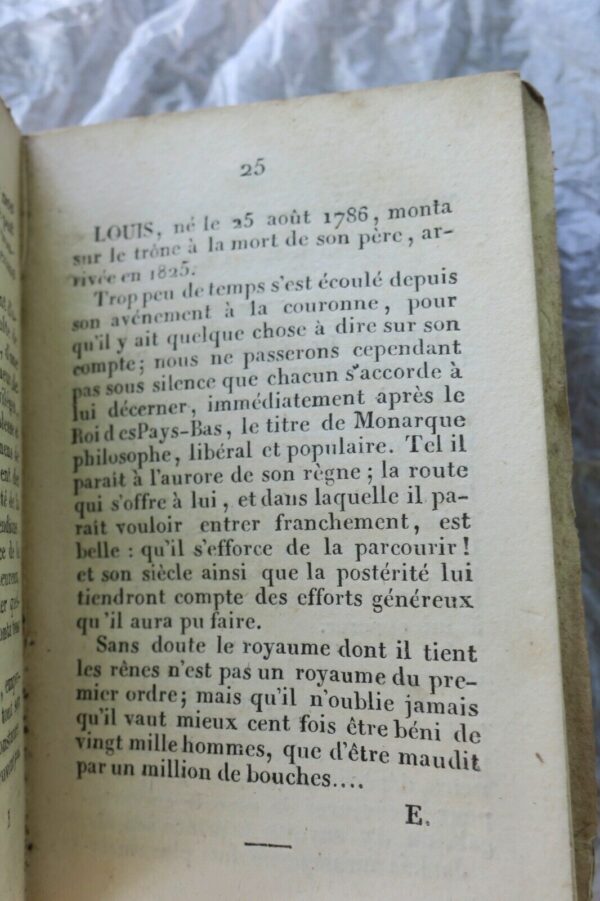 25
LOUIS, né le 25 août 1786, monta
sur le trône à la mort de son père, ar-
rivée en 1825.
Trop peu de temps s'est écoulé depuis
son avénement à la couronne, pour
qu'il y ait quelque chose à dire sur son
compte; nous ne passerons cependant
pas sous silence que chacun s'accorde à
lui décerner, immédiatement après le
Roi d esPays-Bas, le titre de Monarque
philosophe, libéral et populaire. Tel il
parait à l'aurore de son règne; la route
qui s'offre à lui, et dans laquelle il pa-
rait vouloir entrer franchement, est
belle: qu'il s'efforce de la parcourir!
et son siècle ainsi que la postérité lui
tiendront compte des efforts généreux
qu'il aura pu faire.
Sans doute le royaume dont il tient
les rênes n'est pas un royaume du pre-
mier ordre; mais qu'il n'oublie jamais
qu'il vaut mieux cent fois être béni de
vingt mille hommes, que d'être maudit
par un million de bouches....
E.